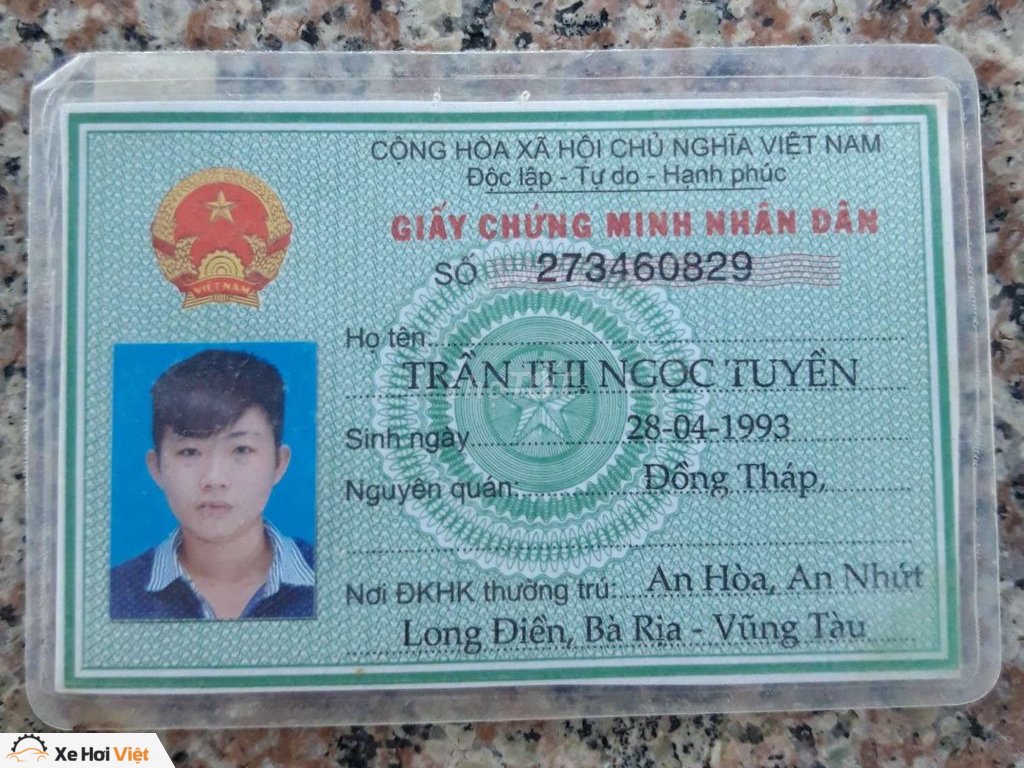 CÔNG HÒA XÃ HỘI CHỦ NGHĨA VIỆT NAM
Độc lập - Tự do - Hạnh phúc
GIẤY CHỨNG MINH NHÂN DÂN
SỐ 273460829
VIỆT NAM
Họ tên:
TRẦN THỊ NGỌC TUYỀN
Sinh ngày 28-04-1993
Nguyên quán: Đồng Tháp,
Nơi ĐKHK thường trú: An Hòa, An Nhứt
Long Điền, Bà Rịa - Vũng Tàu
Xe Hơi Việt